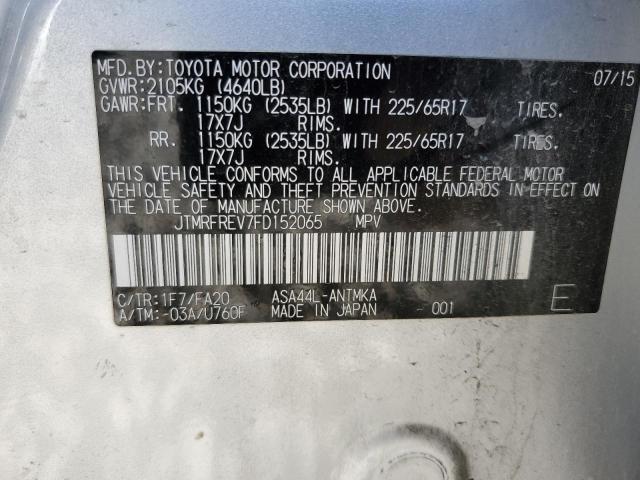 MFD.BY:TOYOTA MOTOR CORPORATION 07/15
GVWR:2105KG (4640LB)
GAWR:FRT. 1150KG (2535LB) WITH 225/65R17 TIRES.
17X7J RIMS.
RR. 1150KG (2535LB) WITH 225/65R17 TIRES.
17X7J RIMS.
THIS VEHICLE CONFORMS TO ALL APPLICABLE FEDERAL MOTOR
VEHICLE SAFETY AND THEFT PREVENTION STANDARDS IN EFFECT ON
THE DATE OF MANUFACTURE SHOWN ABOVE.
JTMRFREV7FD152065 MPV
C/TR:1F7/FA20 ASA44L-ANTMKA E
A/TM:-03A/U760F MADE IN JAPAN -001